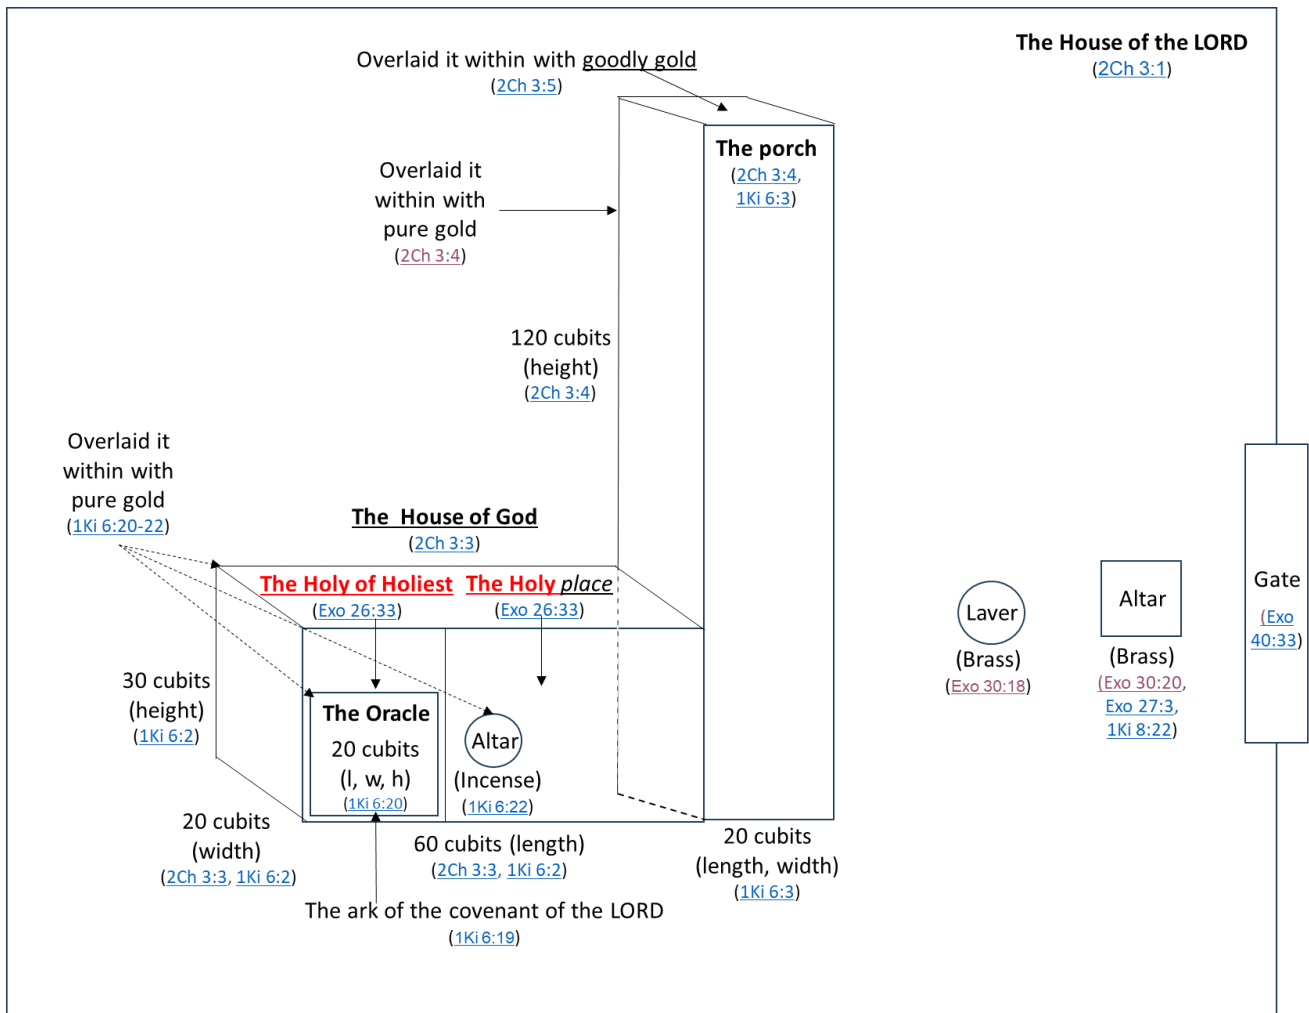 The House of the LORD
(2Ch 3:1)
Overlaid it within with goodly gold
(2Ch 3:5)
The porch
(2Ch 3:4,
1Ki 6:3)
Overlaid it
within with
pure gold
(2Ch 3:4)
120 cubits
(height)
(2Ch 3:4)
Overlaid it
within with
pure gold
(1Ki 6:20-22)
The House of God
(2Ch 3:3)
The Holy of Holiest
(Exo 26:33)
The Holy place
(Exo 26:33)
30 cubits
(height)
(1Ki 6:2)
The Oracle
20 cubits
(l, w, h)
(1Ki 6:20)
Altar
(Incense)
(1Ki 6:22)
20 cubits
(width)
(2Ch 3:3, 1Ki 6:2)
60 cubits (length)
(2Ch 3:3, 1Ki 6:2)
20 cubits
(length, width)
(1Ki 6:3)
The ark of the covenant of the LORD
(1Ki 6:19)
Laver
(Brass)
(Exo 30:18)
Altar
(Brass)
(Exo 30:20,
Exo 27:3,
1Ki 8:22)
Gate
(Exo
40:33)